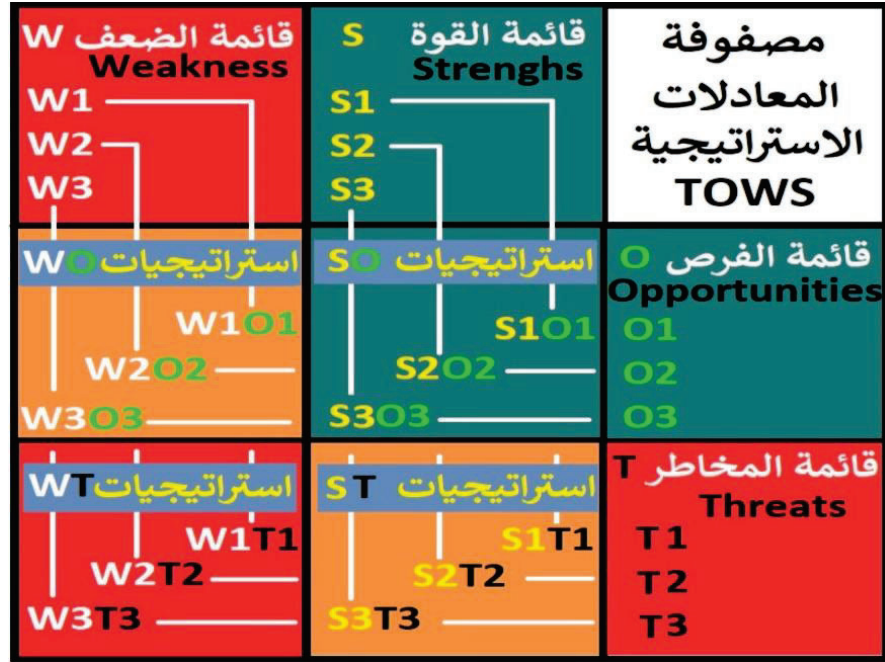 مصفوفة
المعادلات
الاستراتيجية
TOWS
قائمة القوة S
Strenghs
S1
S2
S3
قائمة الضعف W
Weakness
W1
W2
W3
قائمة الفرص O
Opportunities
O1
O2
O3
استراتيجيات SO
S1O1
S2O2
S3O3
استراتيجيات WO
W1O1
W2O2
W3O3
قائمة المخاطر T
Threats
T1
T2
T3
استراتيجيات ST
S1T1
S2T2
S3T3
استراتيجيات WT
W1T1
W2T2
W3T3